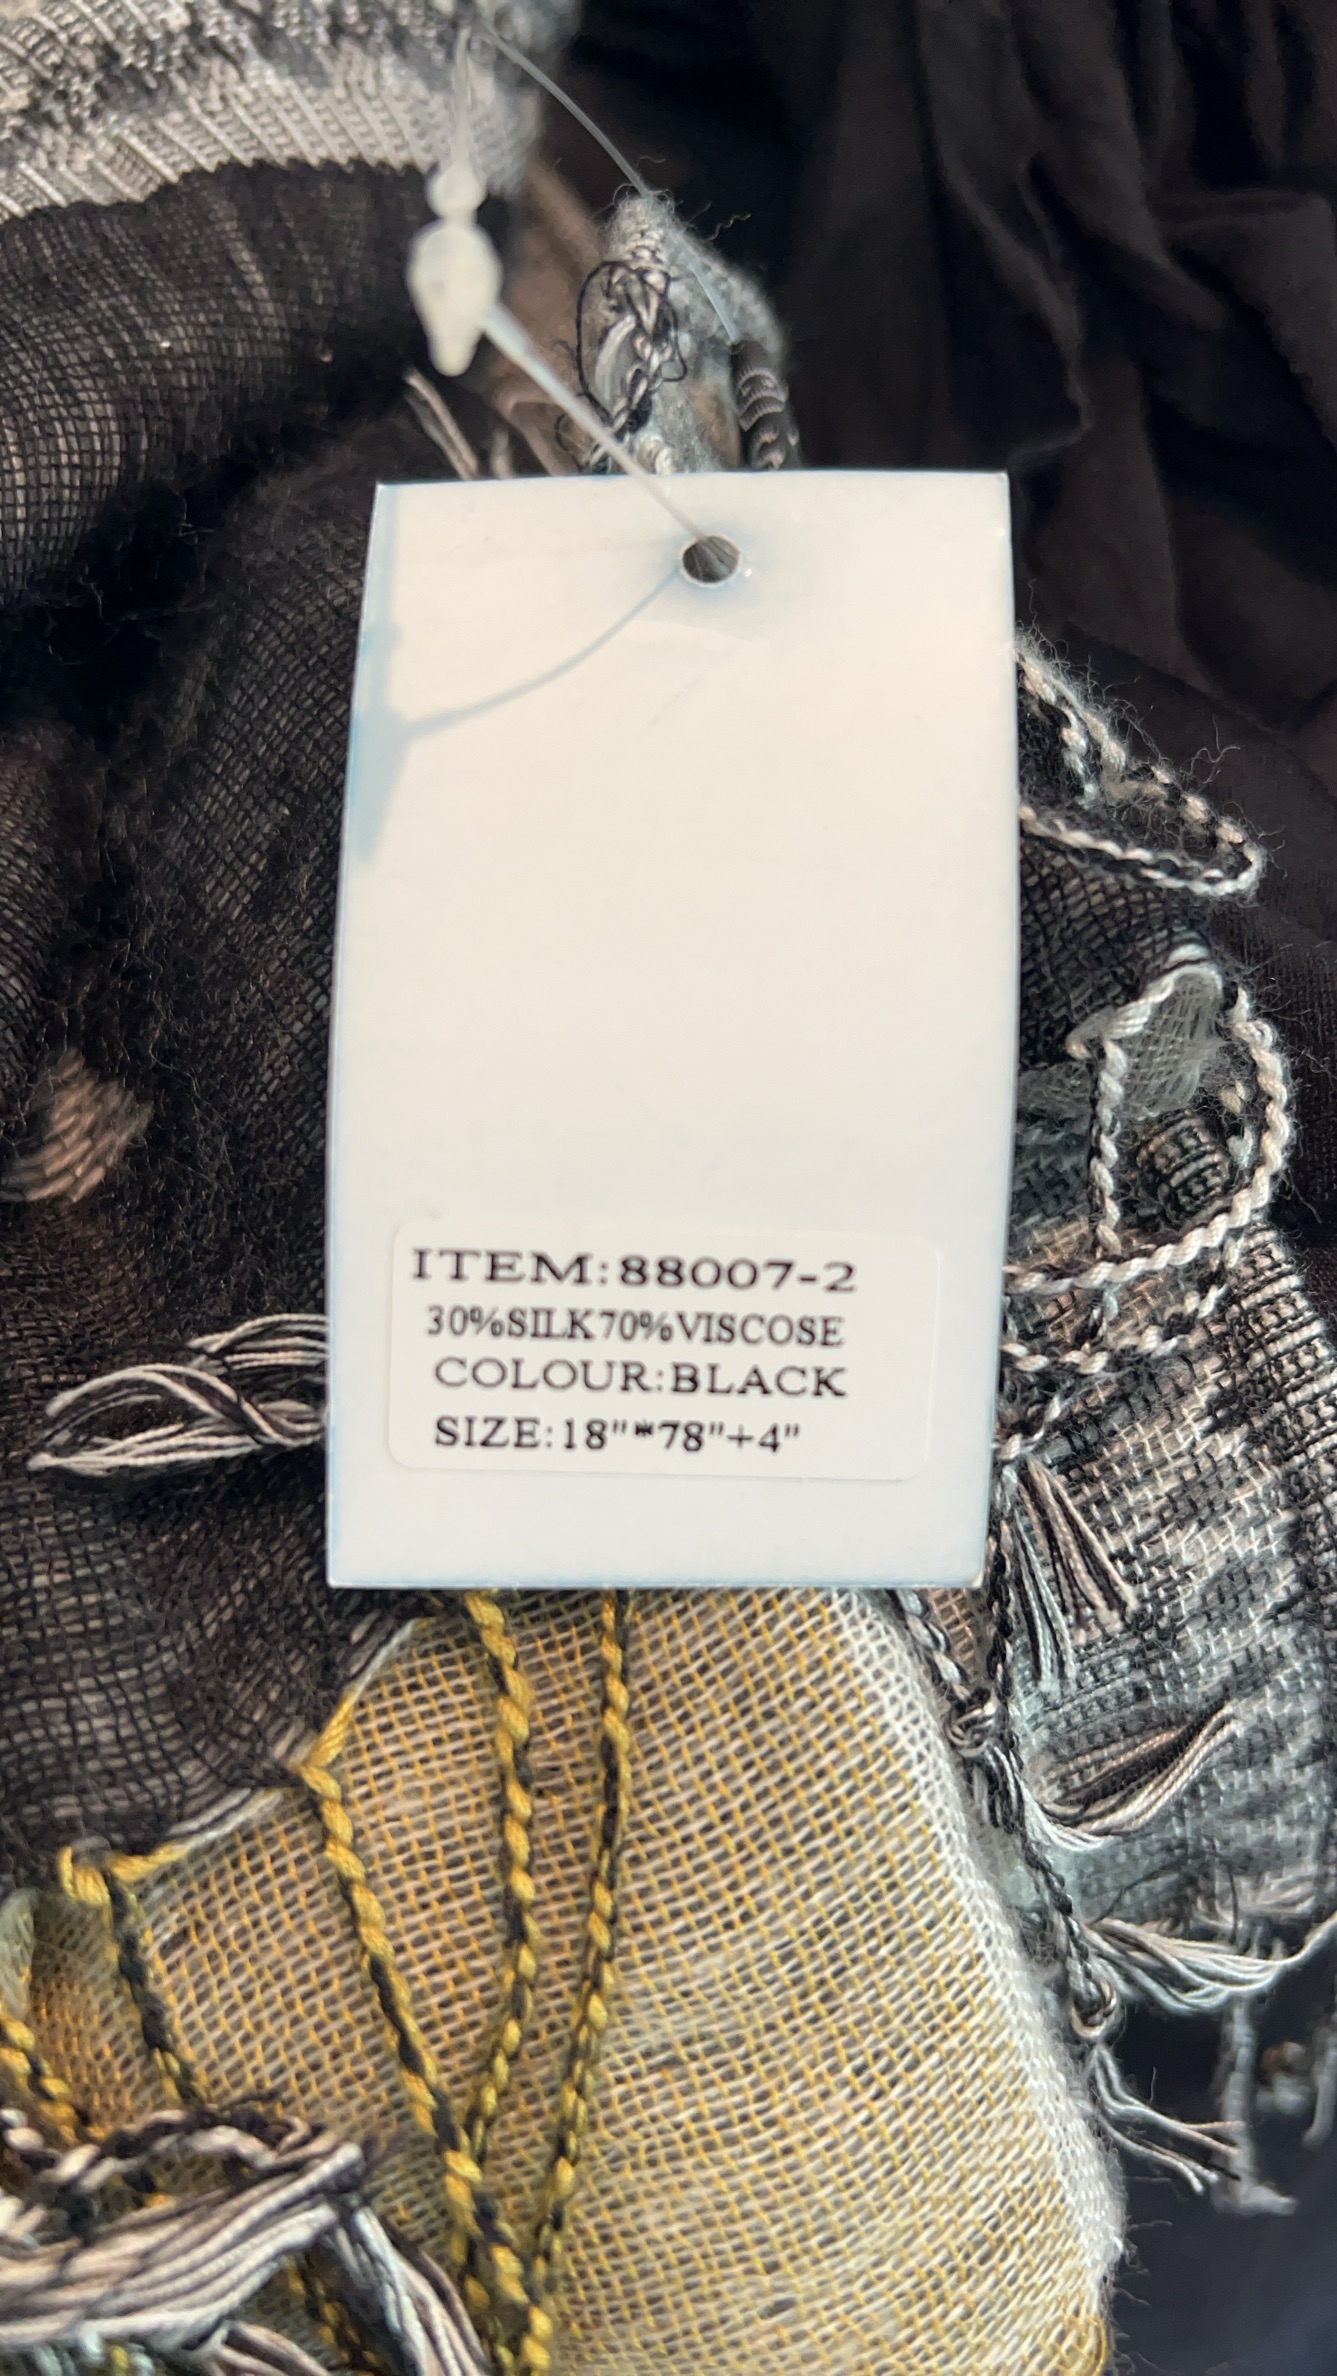 ITEM:88007-2
30%SILK70%VISCOSE
COLOUR:BLACK
SIZE:18"*78"+4"